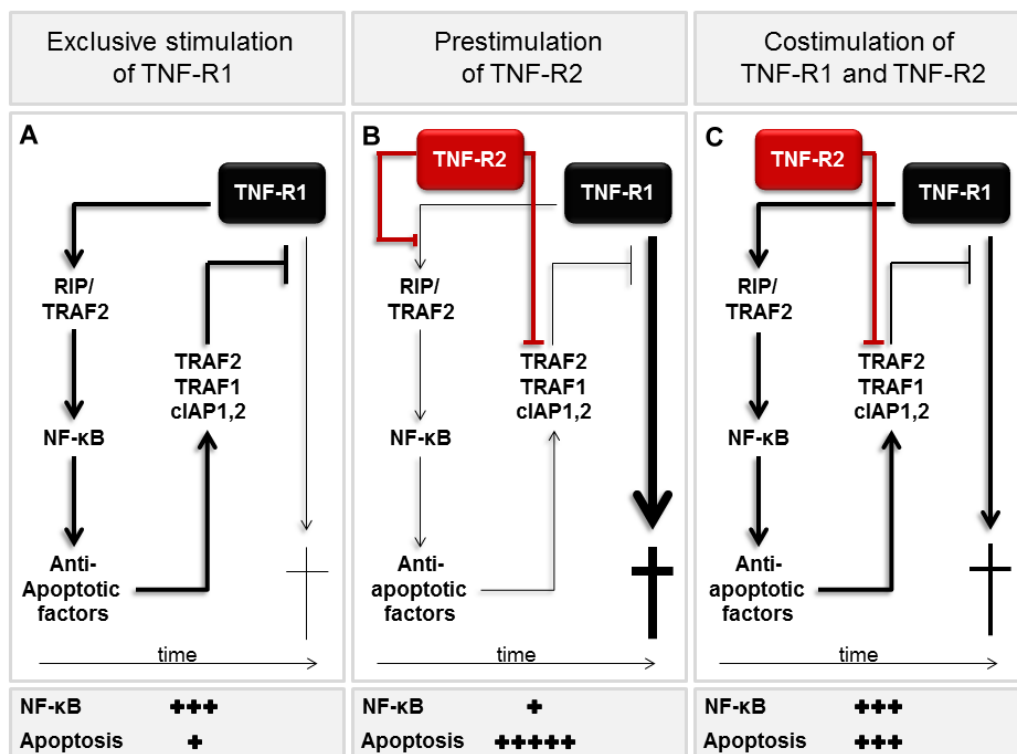 Exclusive stimulation
of TNF-R1
Prestimulation
of TNF-R2
Costimulation of
TNF-R1 and TNF-R2
A
TNF-R1
RIP/
TRAF2
TRAF2
TRAF1
cIAP1,2
NF-κB
Anti-
Apoptotic
factors
time
B
TNF-R2
TNF-R1
RIP/
TRAF2
TRAF2
TRAF1
cIAP1,2
NF-κB
Anti-
apoptotic
factors
time
C
TNF-R2
TNF-R1
RIP/
TRAF2
TRAF2
TRAF1
cIAP1,2
NF-κB
Anti-
apoptotic
factors
time
NF-κB +++
Apoptosis +
NF-κB +
Apoptosis +++++
NF-κB +++
Apoptosis +++